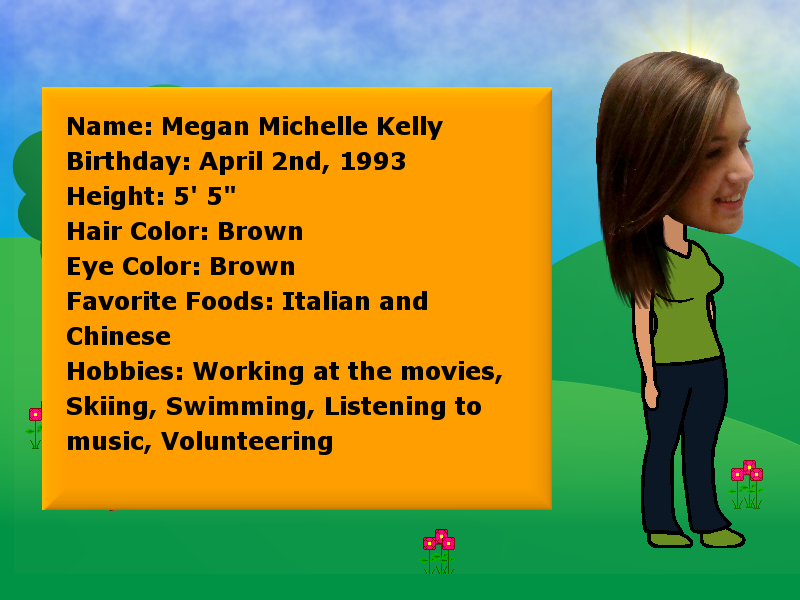 Name: Megan Michelle Kelly
Birthday: April 2nd, 1993
Height: 5' 5"
Hair Color: Brown
Eye Color: Brown
Favorite Foods: Italian and
Chinese
Hobbies: Working at the movies,
Skiing, Swimming, Listening to
music, Volunteering